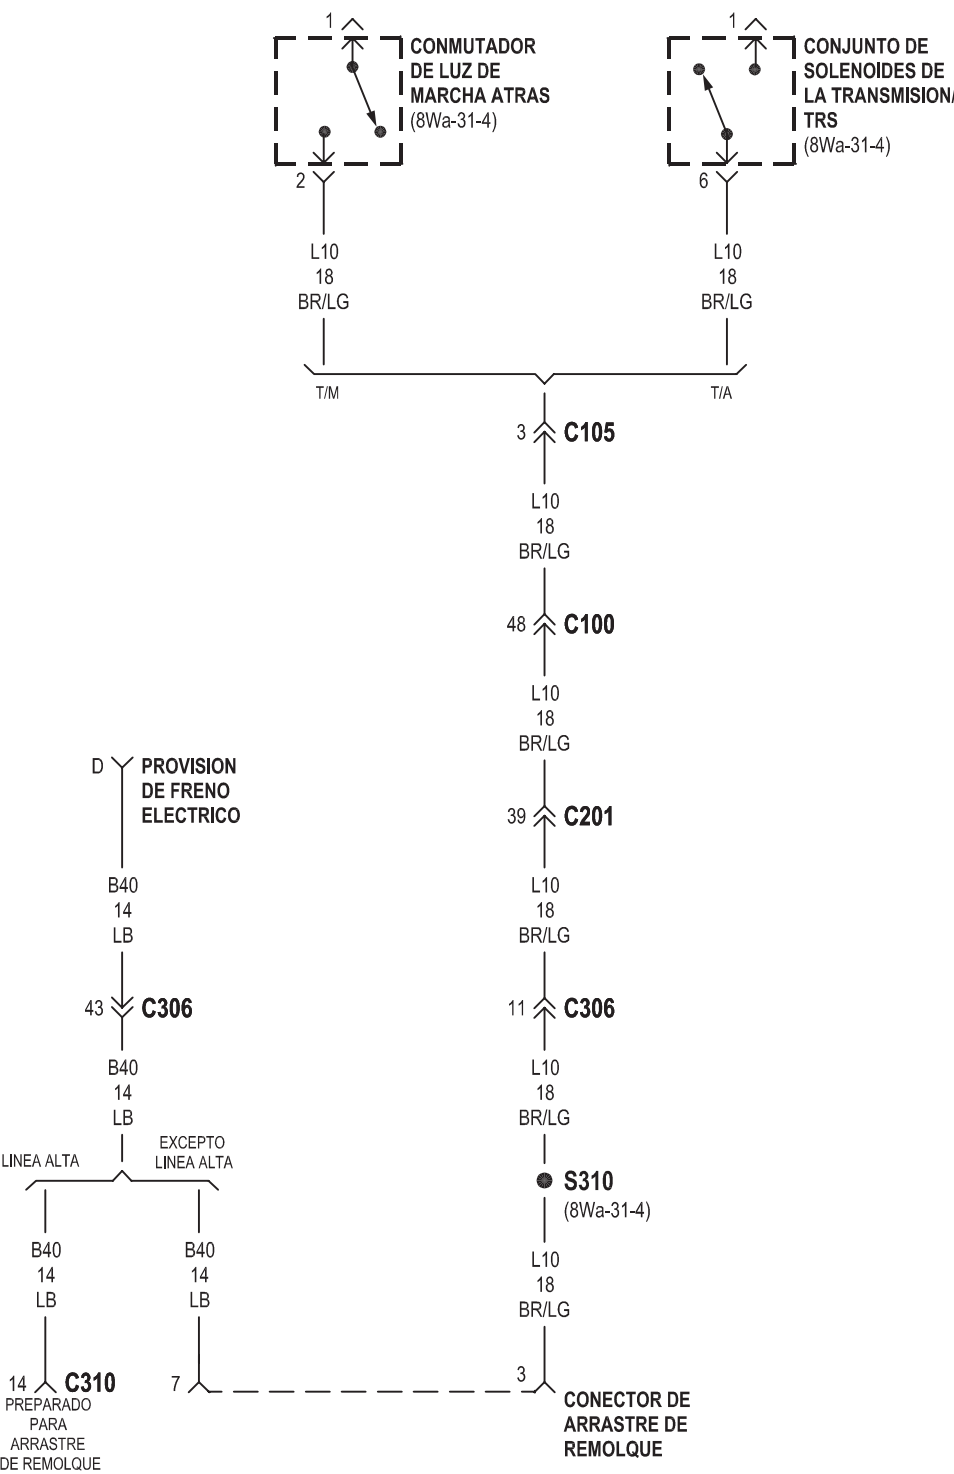 1
CONMUTADOR
DE LUZ DE
MARCHA ATRAS
(8Wa-31-4)
2
1
CONJUNTO DE
SOLENOIDES DE
LA TRANSMISION/
TRS
(8Wa-31-4)
6
L10
18
BR/LG
L10
18
BR/LG
T/M
T/A
3 C105
L10
18
BR/LG
48 C100
L10
18
BR/LG
D PROVISION
DE FRENO
ELECTRICO
39 C201
B40
14
LB
L10
18
BR/LG
43 C306
11 C306
B40
14
LB
L10
18
BR/LG
LINEA ALTA
EXCEPTO
LINEA ALTA
S310
(8Wa-31-4)
B40
14
LB
B40
14
LB
L10
18
BR/LG
14 C310
PREPARADO
PARA
ARRASTRE
DE REMOLQUE
7
3
CONECTOR DE
ARRASTRE DE
REMOLQUE